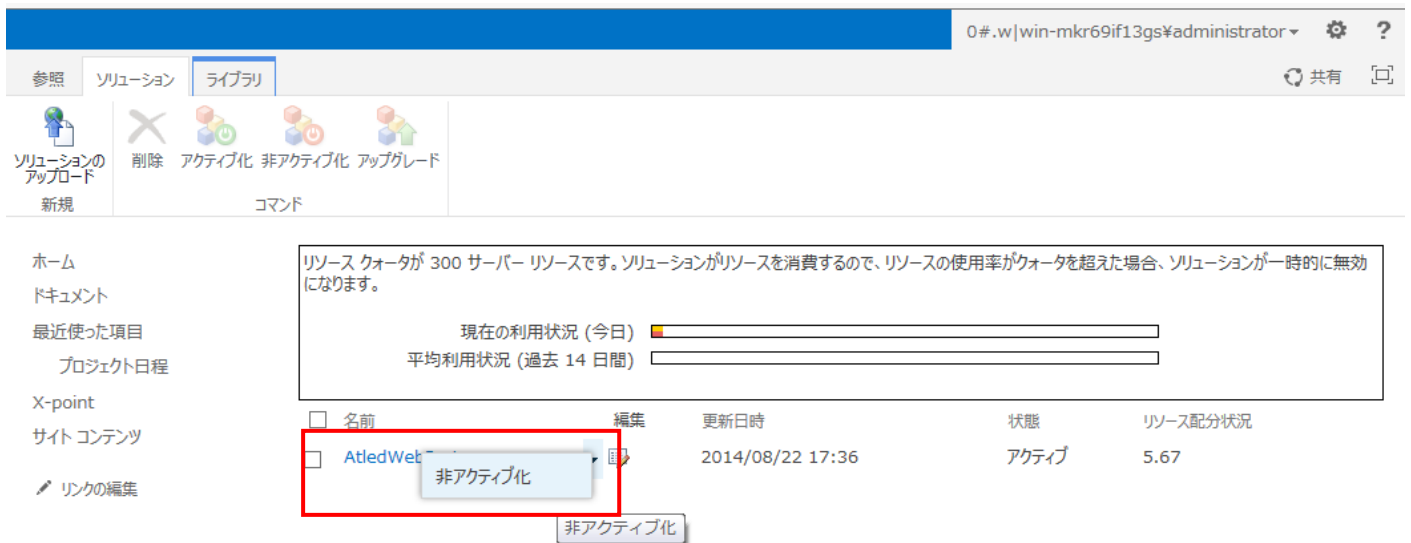 0#.w|win-mkr69if13gs¥administrator
?
参照 ソリューション ライブラリ 共有
ソリューションの
アップロード
削除 アクティブ化 非アクティブ化 アップグレード
新規 コマンド
ホーム
ドキュメント
最近使った項目
プロジェクト日程
X-point
サイト コンテンツ
リンクの編集
リソース クォータが 300 サーバー リソースです。ソリューションがリソースを消費するので、リソースの使用率がクォータを超えた場合、ソリューションが一時的に無効
になります。
現在の利用状況 (今日)
平均利用状況 (過去 14 日間)
名前 編集 更新日時 状態 リソース配分状況
AtledWeb 2014/08/22 17:36 アクティブ 5.67
非アクティブ化
非アクティブ化